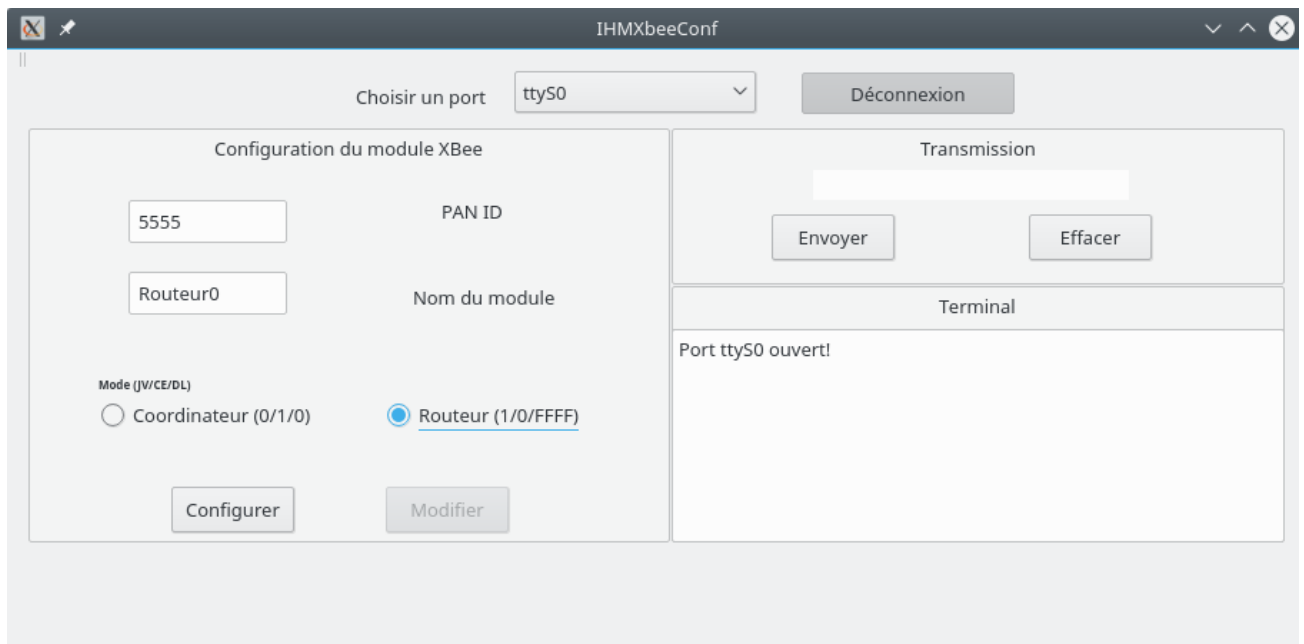 IHMXbeeConf
Choisir un port
ttyS0
Déconnexion
Configuration du module XBee
5555
PAN ID
Routeur0
Nom du module
Mode (JV/CE/DL)
Coordinateur (0/1/0)
Routeur (1/0/FFFF)
Configurer
Modifier
Transmission
Envoyer
Effacer
Terminal
Port ttyS0 ouvert!